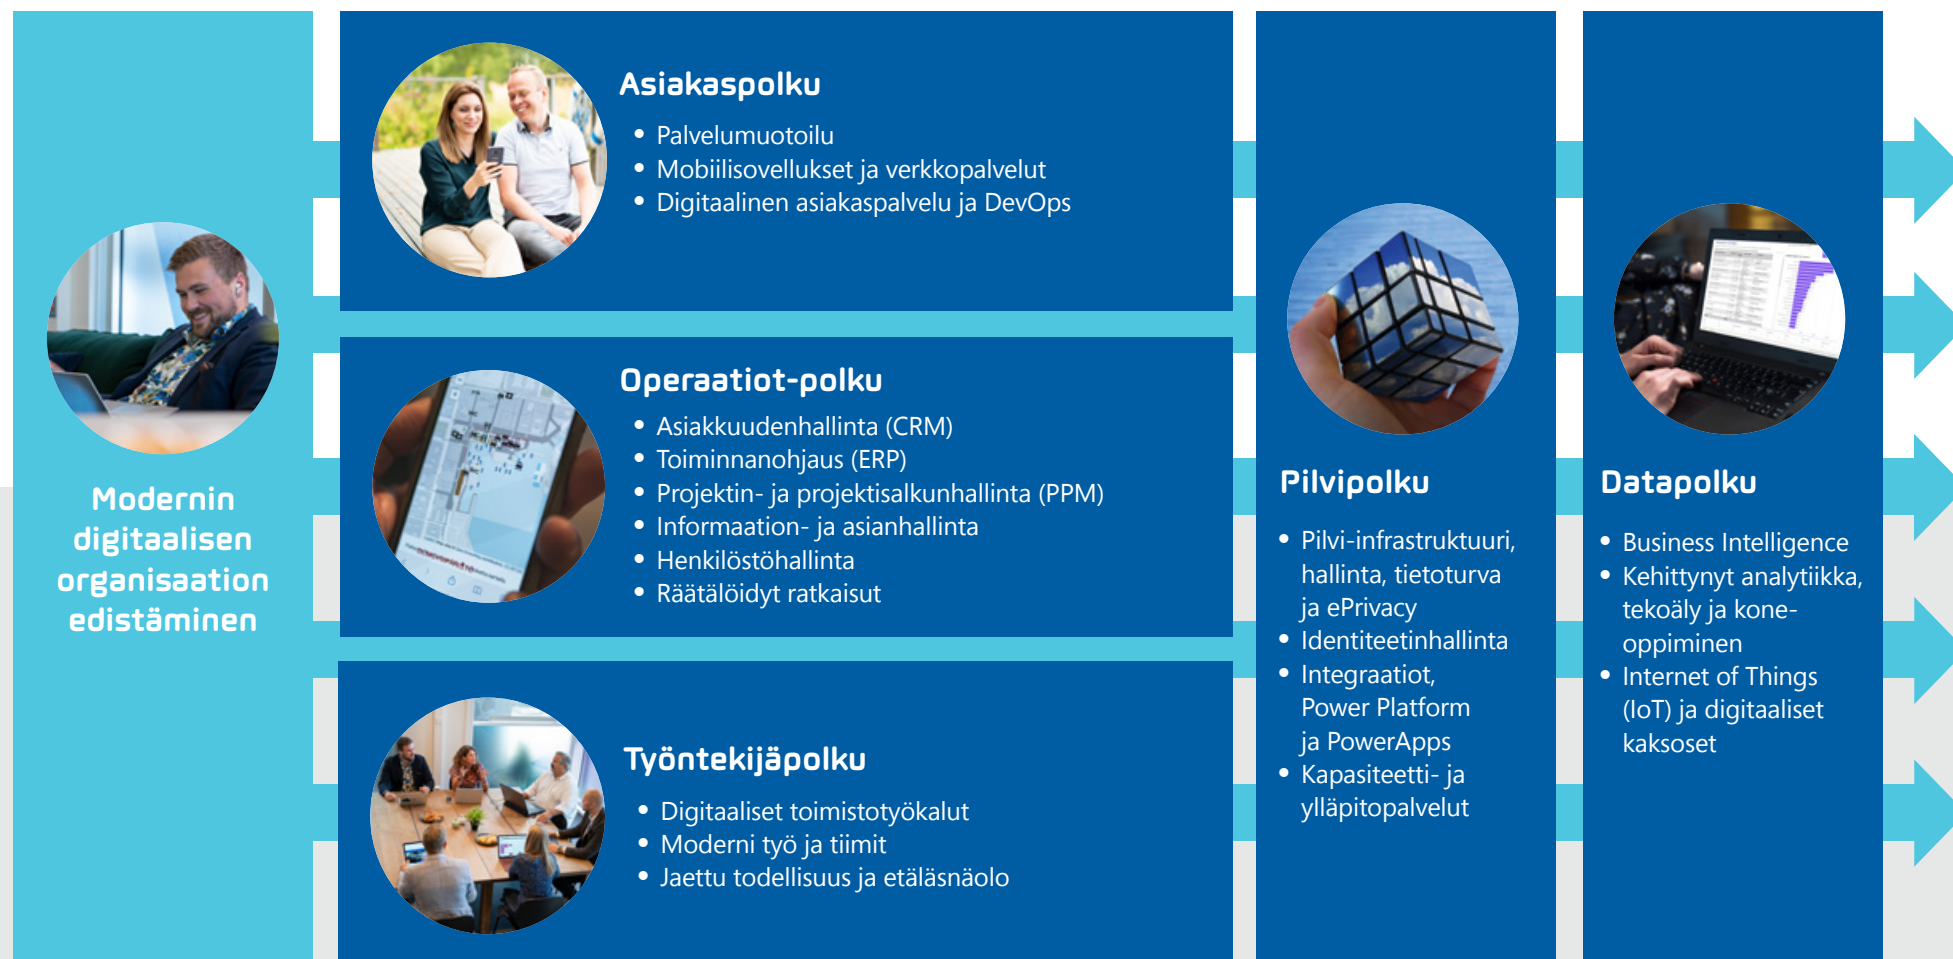 Modernin
digitaalisen
organisaation
edistäminen
Asiakaspolku
• Palvelumuotoilu
• Mobiilisovellukset ja verkkopalvelut
• Digitaalinen asiakaspalvelu ja DevOps
Operaatiot-polku
• Asiakkuudenhallinta (CRM)
• Toiminnanohjaus (ERP)
• Projektin- ja projektisalkunhallinta (PPM)
• Informaation- ja asianhallinta
• Henkilöstöhallinta
• Räätälöidyt ratkaisut
Työntekijäpolku
• Digitaaliset toimistotyökalut
• Moderni työ ja tiimit
• Jaettu todellisuus ja etäläsnäolo
Pilvipolku
• Pilvi-infrastruktuuri,
hallinta, tietoturva
ja ePrivacy
• Identiteetinhallinta
• Integraatiot,
Power Platform
ja PowerApps
• Kapasiteetti- ja
ylläpitopalvelut
Datapolku
• Business Intelligence
• Kehittynyt analytiikka,
tekoäly ja kone-
oppiminen
• Internet of Things
(IoT) ja digitaaliset
kaksoset